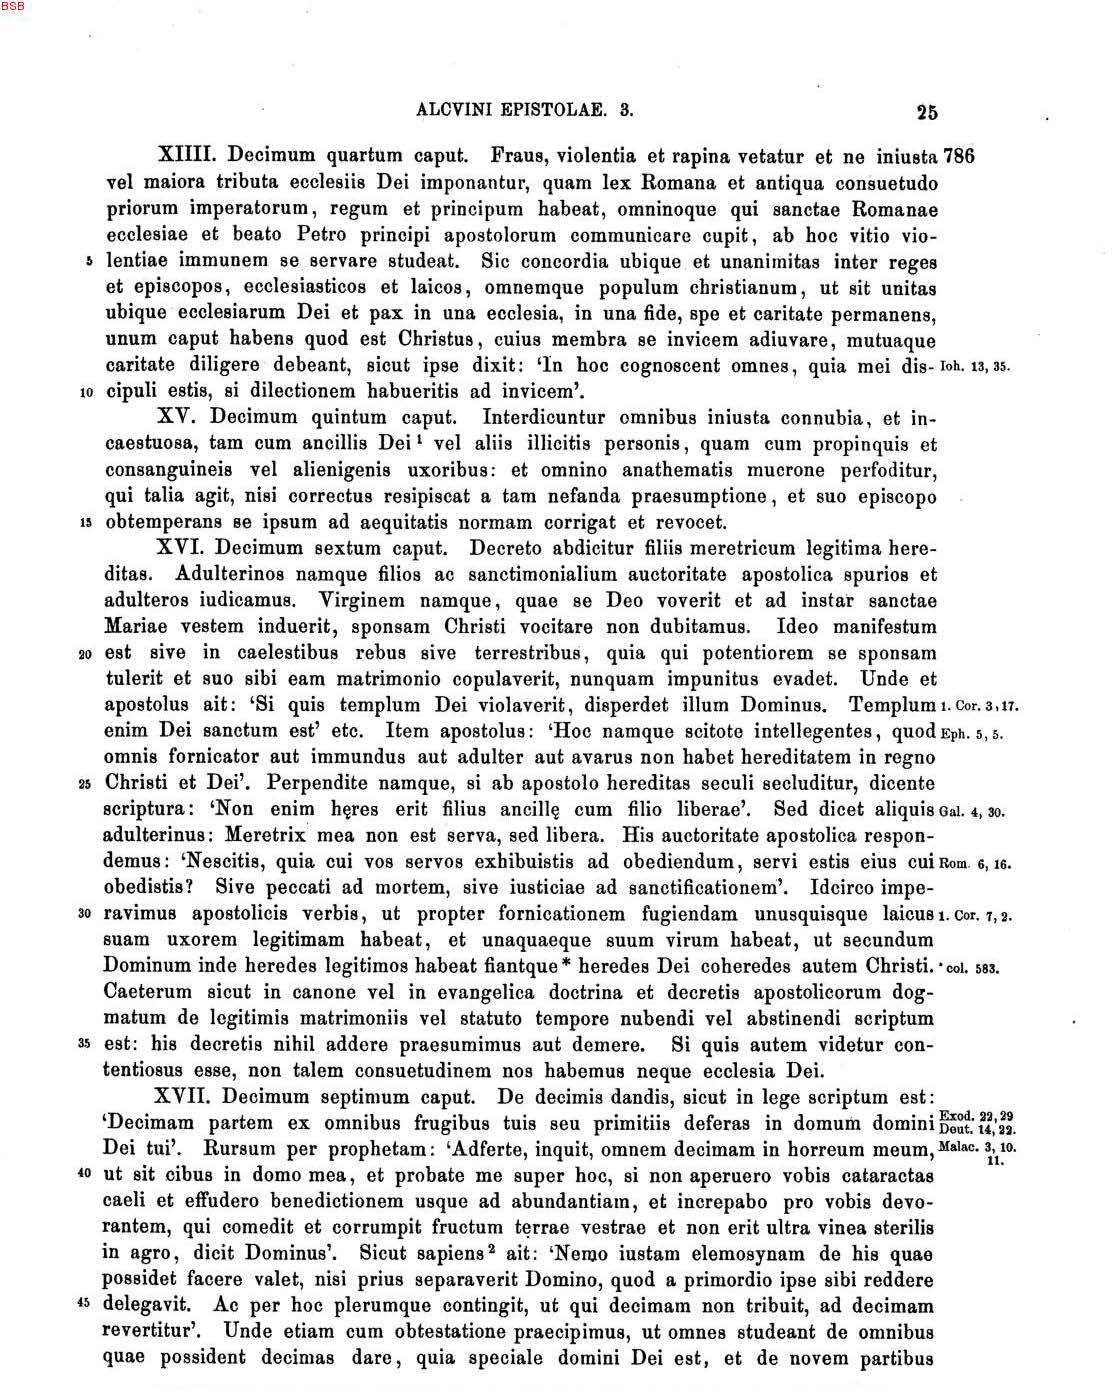 BSB
ALCVINI EPISTOLAE. 3. 25
XIIII. Decimum quartum caput. Fraus, violentia et rapina vetatur et ne iniusta 786
vel maiora tributa ecclesiis Dei imponantur, quam lex Romana et antiqua consuetudo
priorum imperatorum, regum et principum habeat, omninoque qui sanctae Romanae
ecclesiae et beato Petro principi apostolorum communicare cupit, ab hoc vitio vio-
5 lentiae immunem se servare studeat. Sic concordia ubique et unanimitas inter reges
et episcopos, ecclesiasticos et laicos, omnemque populum christianum, ut sit unitas
ubique ecclesiarum Dei et pax in una ecclesia, in una fide, spe et caritate permanens,
unum caput habens quod est Christus, cuius membra se invicem adiuvare, mutuaque
caritate diligere debeant, sicut ipse dixit: ‘In hoc cognoscent omnes, quia mei dis- Ioh. 13, 35.
10 cipuli estis, si dilectionem habueritis ad invicem’.
XV. Decimum quintum caput. Interdicuntur omnibus iniusta connubia, et in-
caestuosa, tam cum ancillis Dei¹ vel aliis illicitis personis, quam cum propinquis et
consanguineis vel alienigenis uxoribus: et omnino anathematis mucrone perfoditur,
qui talia agit, nisi correctus resipiscat a tam nefanda praesumptione, et suo episcopo
15 obtemperans se ipsum ad aequitatis normam corrigat et revocet.
XVI. Decimum sextum caput. Decreto abdicitur filiis meretricum legitima here-
ditas. Adulterinos namque filios ac sanctimonialium auctoritate apostolica spurios et
adulteros iudicamus. Virginem namque, quae se Deo voverit et ad instar sanctae
Mariae vestem induerit, sponsam Christi vocitare non dubitamus. Ideo manifestum
20 est sive in caelestibus rebus sive terrestribus, quia qui potentiorem se sponsam
tulerit et suo sibi eam matrimonio copulaverit, nunquam impunitus evadet. Unde et
apostolus ait: ‘Si quis templum Dei violaverit, disperdet illum Dominus. Templum 1. Cor. 3, 17.
enim Dei sanctum est’ etc. Item apostolus: ‘Hoc namque scitote intellegentes, quod Eph. 5, 5.
omnis fornicator aut immundus aut adulter aut avarus non habet hereditatem in regno
25 Christi et Dei’. Perpendite namque, si ab apostolo hereditas seculi secluditur, dicente
scriptura: ‘Non enim hęres erit filius ancillę cum filio liberae’. Sed dicet aliquis Gal. 4, 30.
adulterinus: Meretrix mea non est serva, sed libera. His auctoritate apostolica respon-
demus: ‘Nescitis, quia cui vos servos exhibuistis ad obediendum, servi estis eius cui Rom. 6, 16.
obedistis? Sive peccati ad mortem, sive iusticiae ad sanctificationem’. Idcirco impe-
30 ravimus apostolicis verbis, ut propter fornicationem fugiendam unusquisque laicus 1. Cor. 7, 2.
suam uxorem legitimam habeat, et unaquaeque suum virum habeat, ut secundum
Dominum inde heredes legitimos habeat fiantque* heredes Dei coheredes autem Christi. *col. 583.
Caeterum sicut in canone vel in evangelica doctrina et decretis apostolicorum dog-
matum de legitimis matrimoniis vel statuto tempore nubendi vel abstinendi scriptum
35 est: his decretis nihil addere praesumimus aut demere. Si quis autem videtur con-
tentiosus esse, non talem consuetudinem nos habemus neque ecclesia Dei.
XVII. Decimum septimum caput. De decimis dandis, sicut in lege scriptum est:
‘Decimam partem ex omnibus frugibus tuis seu primitiis deferas in domum domini Exod. 22, 29 Deut. 14, 22.
Dei tui’. Rursum per prophetam: ‘Adferte, inquit, omnem decimam in horreum meum, Malac. 3, 10. 11.
40 ut sit cibus in domo mea, et probate me super hoc, si non aperuero vobis cataractas
caeli et effudero benedictionem usque ad abundantiam, et increpabo pro vobis devo-
rantem, qui comedit et corrumpit fructum terrae vestrae et non erit ultra vinea sterilis
in agro, dicit Dominus’. Sicut sapiens² ait: ‘Nemo iustam elemosynam de his quae
possidet facere valet, nisi prius separaverit Domino, quod a primordio ipse sibi reddere
45 delegavit. Ac per hoc plerumque contingit, ut qui decimam non tribuit, ad decimam
revertitur’. Unde etiam cum obtestatione praecipimus, ut omnes studeant de omnibus
quae possident decimas dare, quia speciale domini Dei est, et de novem partibus